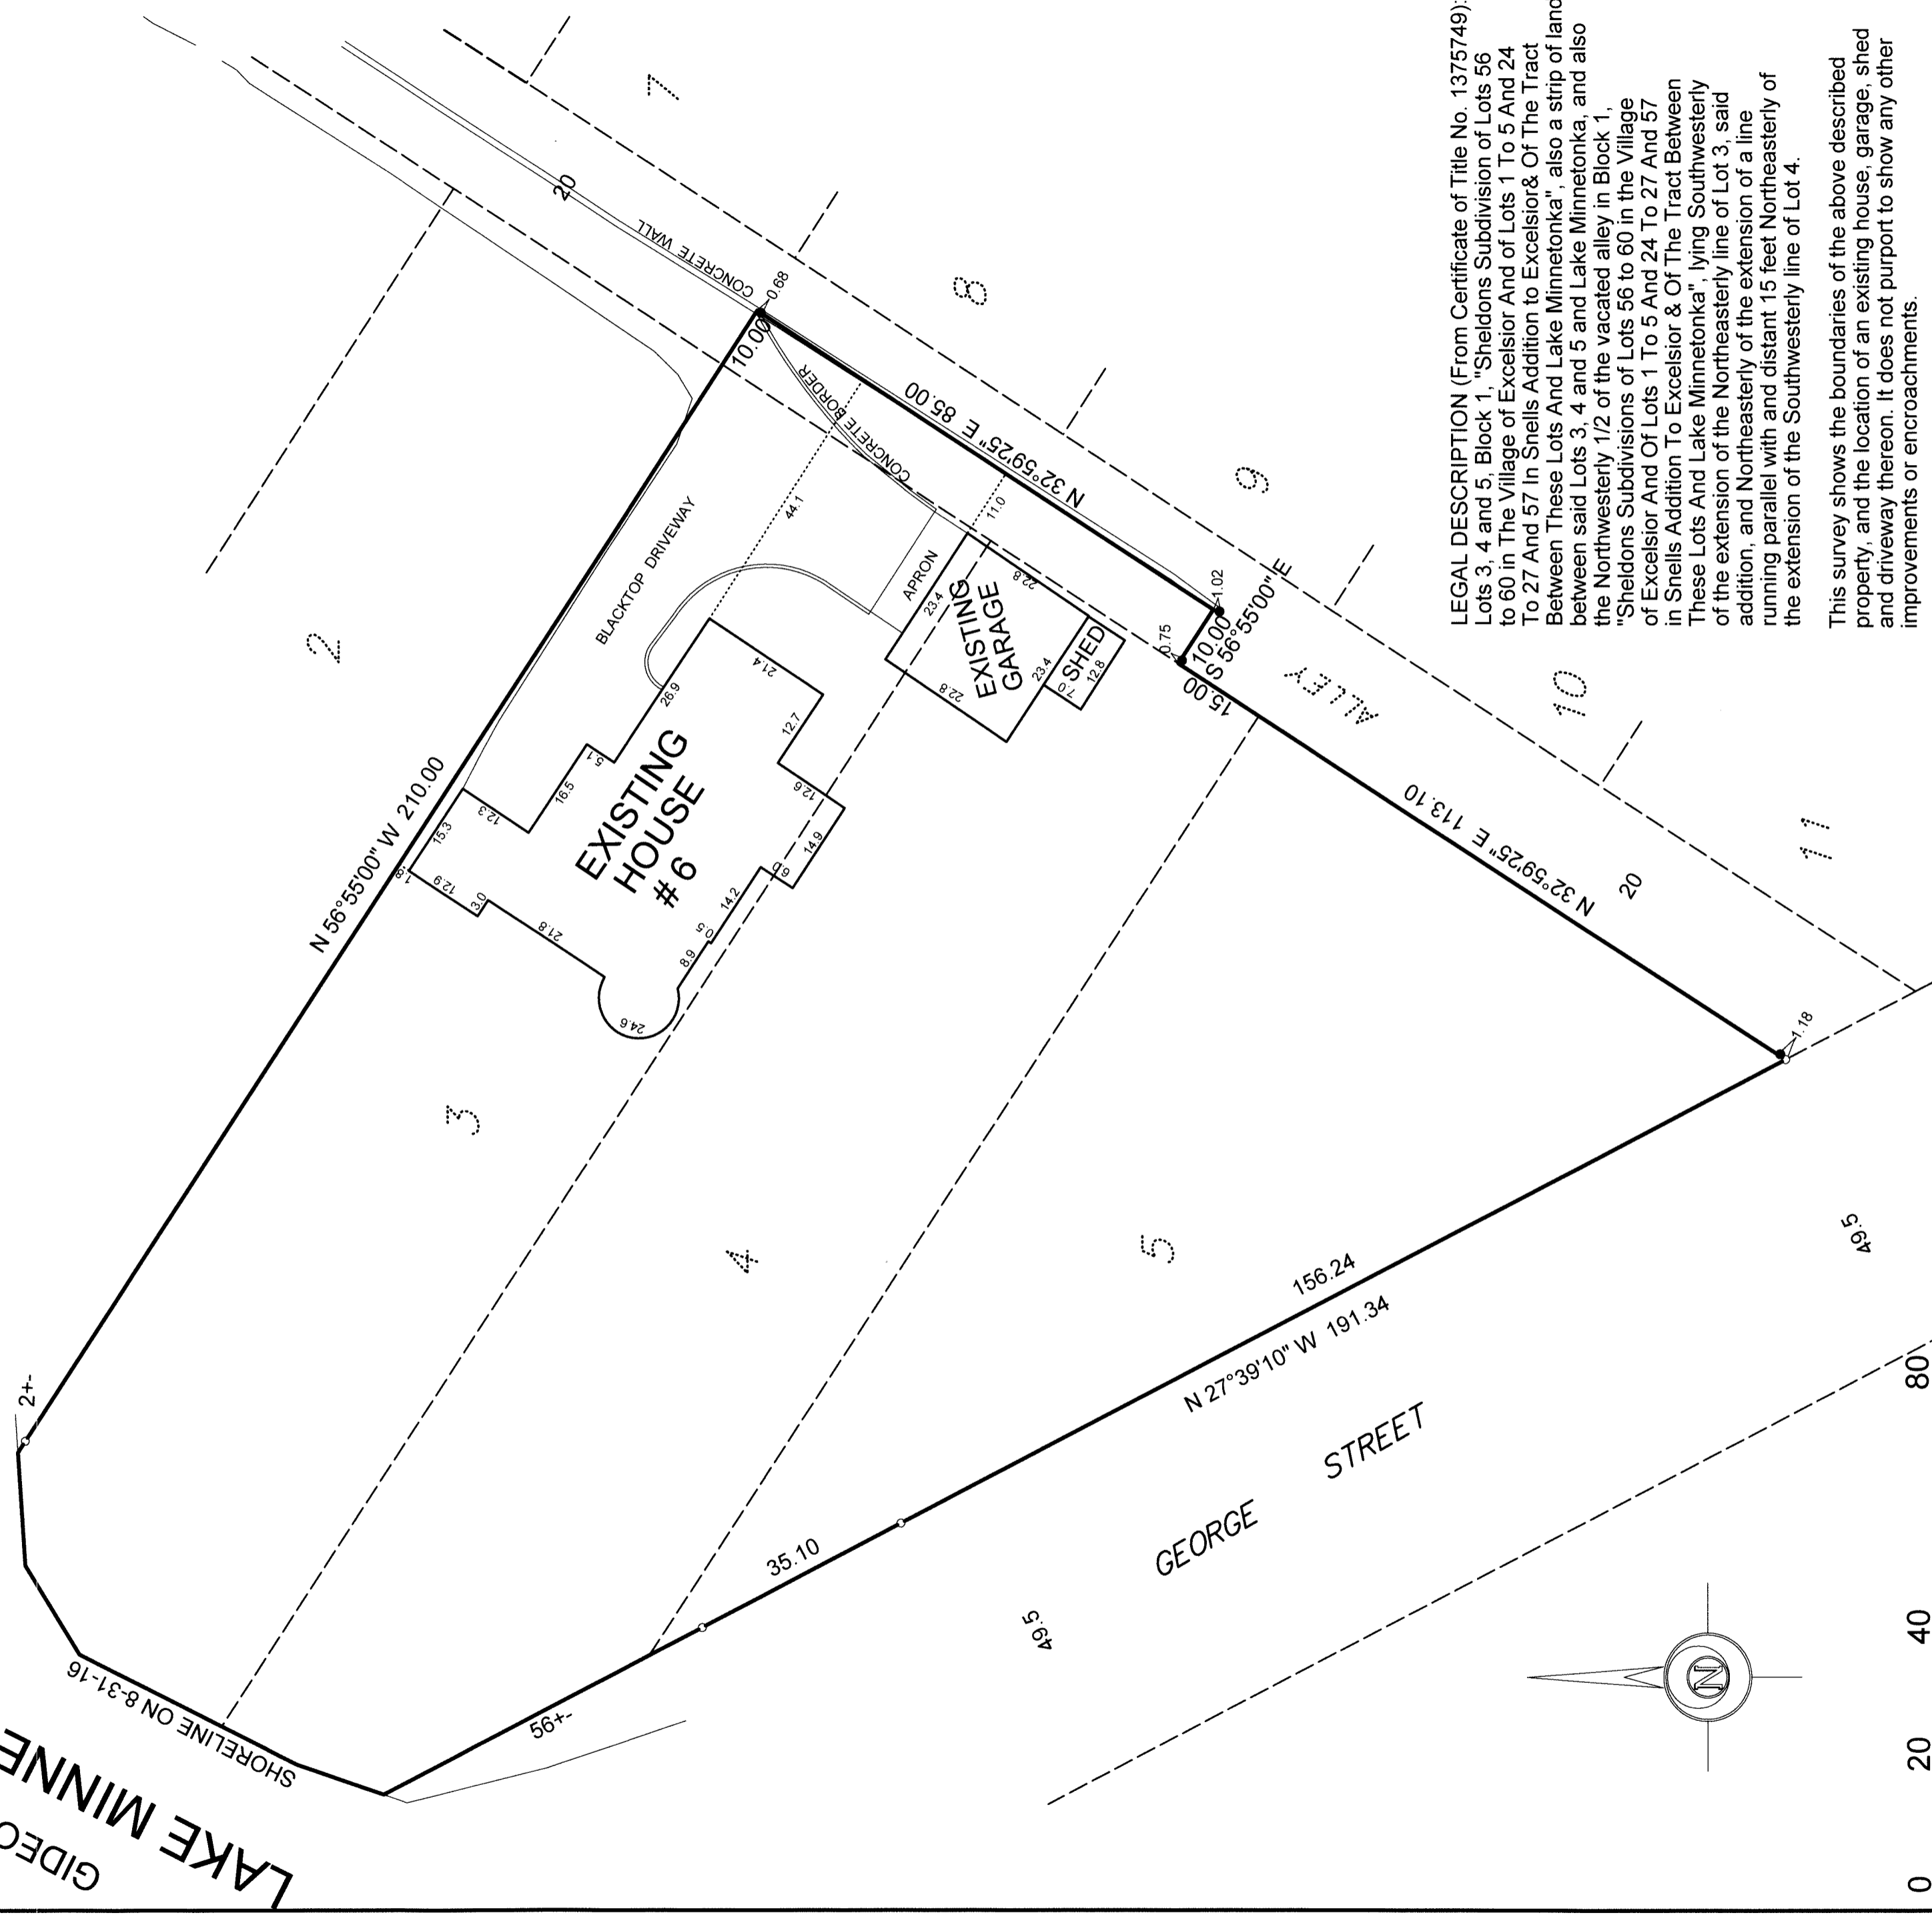 GIDEO
LAKE MINNE
SHORELINE ON 8-31-16
2+-
56+-
N 56°55'00" W 210.00
2
3
4
5
7
8
9
10
11
20
CONCRETE WALL
0.68
10.00
CONCRETE BORDER
BLACKTOP DRIVEWAY
44.1
N 32°59'25" E 85.00
11.0
APRON
23.4
22.8
EXISTING
GARAGE
22.8
23.4
SHED
7.0
12.8
0.75
1.02
10.00
S 56°55'00" E
15.00
ALLEY
N 32°59'25" E 113.10
20
1.18
EXISTING
HOUSE
# 6
1.8
15.3
12.3
16.5
5.1
26.9
21.4
12.7
12.6
14.9
6.0
14.2
0.5
8.9
24.6
21.8
3.0
12.9
35.10
156.24
N 27°39'10" W 191.34
GEORGE STREET
49.5
49.5
N
0 20 40 80
LEGAL DESCRIPTION (From Certificate of Title No. 1375749):
Lots 3, 4 and 5, Block 1, "Sheldons Subdivision of Lots 56
to 60 in The Village of Excelsior And of Lots 1 To 5 And 24
To 27 And 57 In Snells Addition to Excelsior& Of The Tract
Between These Lots And Lake Minnetonka", also a strip of land
between said Lots 3, 4 and 5 and Lake Minnetonka, and also
the Northwesterly 1/2 of the vacated alley in Block 1,
"Sheldons Subdivisions of Lots 56 to 60 in the Village
of Excelsior And Of Lots 1 To 5 And 24 To 27 And 57
in Snells Addition To Excelsior & Of The Tract Between
These Lots And Lake Minnetonka", lying Southwesterly
of the extension of the Northeasterly line of Lot 3, said
addition, and Northeasterly of the extension of a line
running parallel with and distant 15 feet Northeasterly of
the extension of the Southwesterly line of Lot 4.
This survey shows the boundaries of the above described
property, and the location of an existing house, garage, shed
and driveway thereon. It does not purport to show any other
improvements or encroachments.